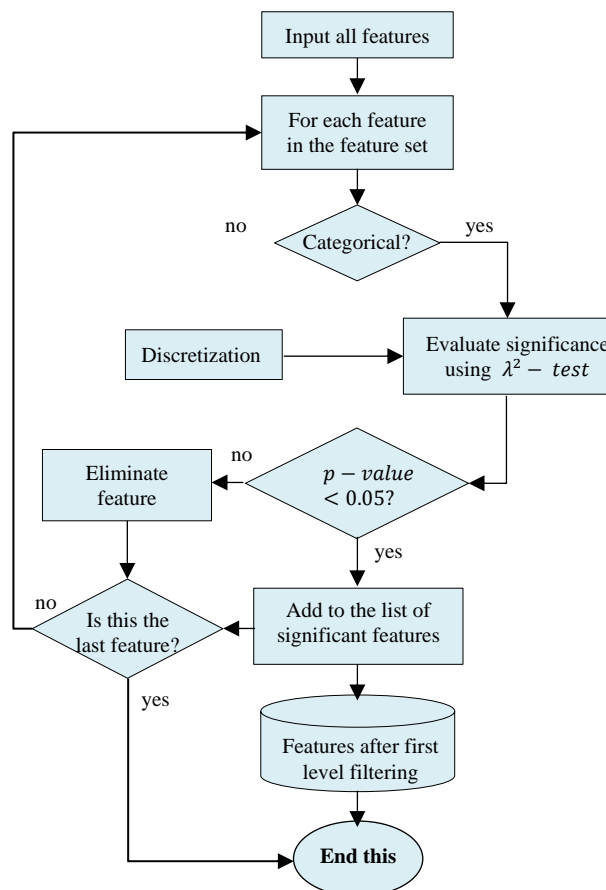 Input all features
For each feature
in the feature set
no
yes
Categorical?
Discretization
Evaluate significance
using λ² − test
no
Eliminate
feature
p − value
< 0.05?
yes
no
Is this the
last feature?
Add to the list of
significant features
yes
Features after first
level filtering
End this